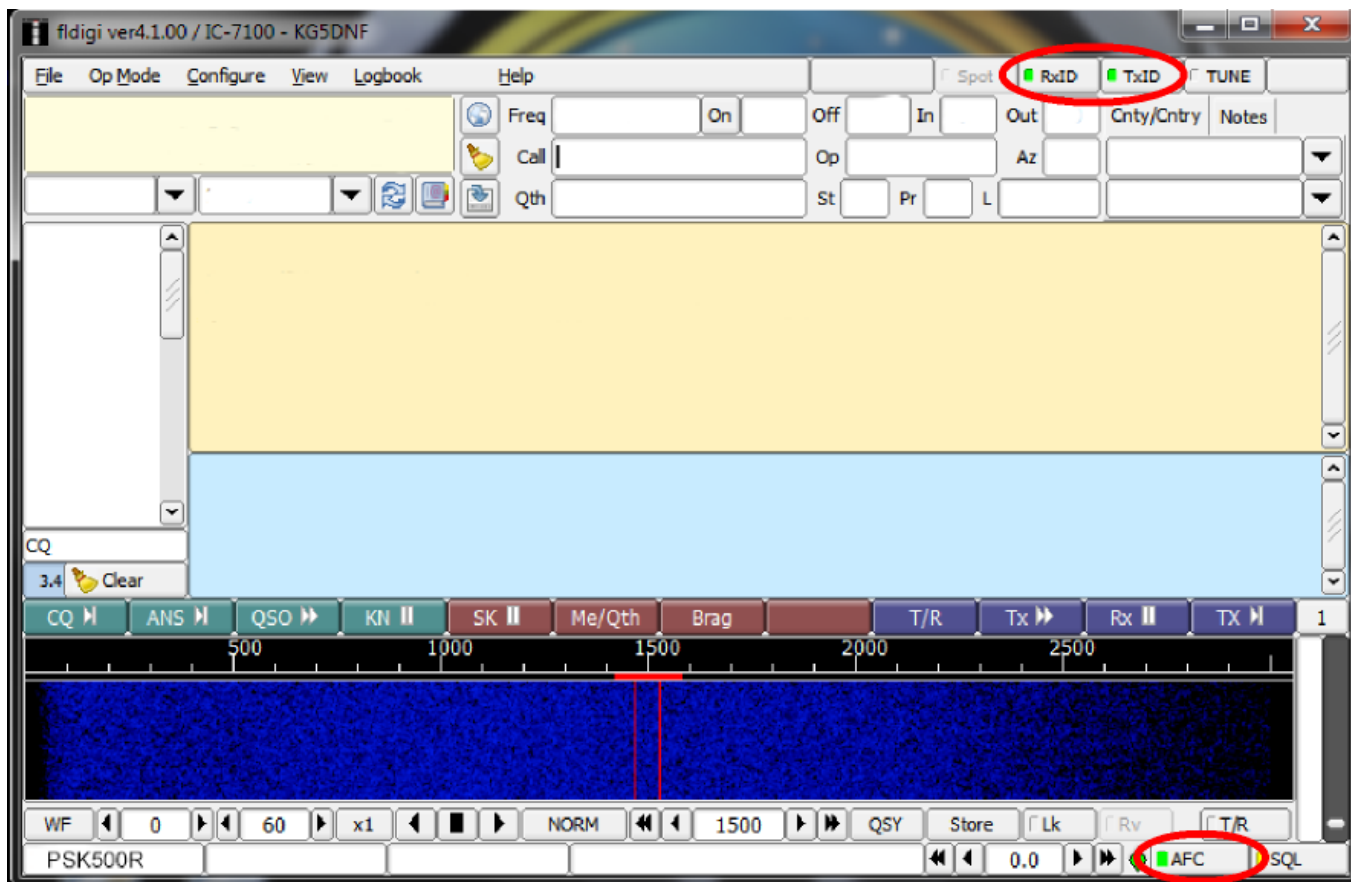 fldigi ver4.1.00 / IC-7100 - KG5DNF
File Op Mode Configure View Logbook Help Spot RxID TxID TUNE
Freq On Off In Out Cnty/Cntry Notes
Call Op Az
Qth St Pr L
CQ
3.4 Clear
CQ ANS QSO KN SK Me/Qth Brag T/R Tx Rx TX 1
500 1000 1500 2000 2500
WF 0 60 x1 NORM 1500 QSY Store Lk Rv T/R
PSK500R 0.0 AFC SQL